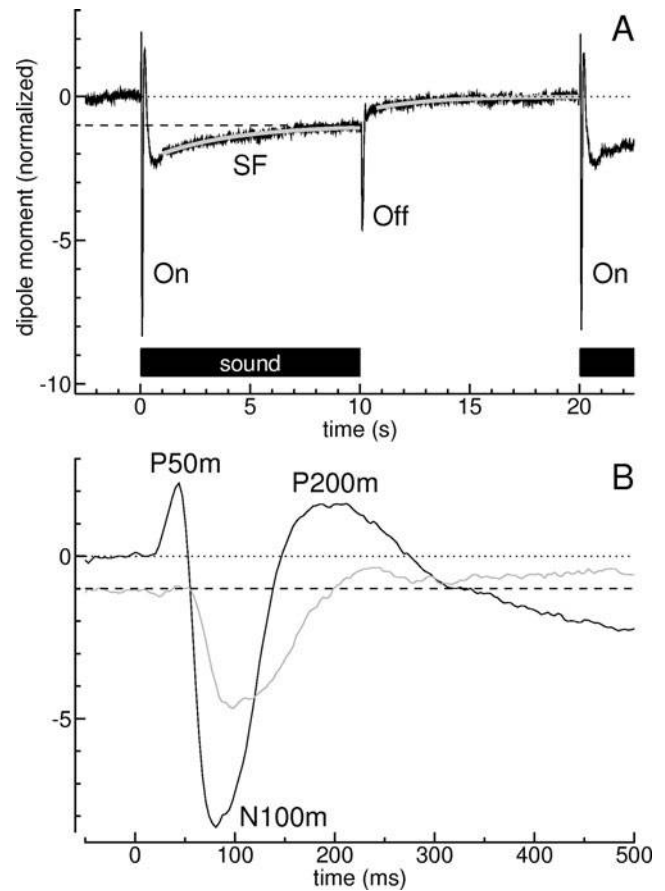 A
dipole moment (normalized)
0
-5
-10
SF
On
Off
On
sound
0 5 10 15 20
time (s)
B
P50m
P200m
0
-5
N100m
0 100 200 300 400 500
time (ms)